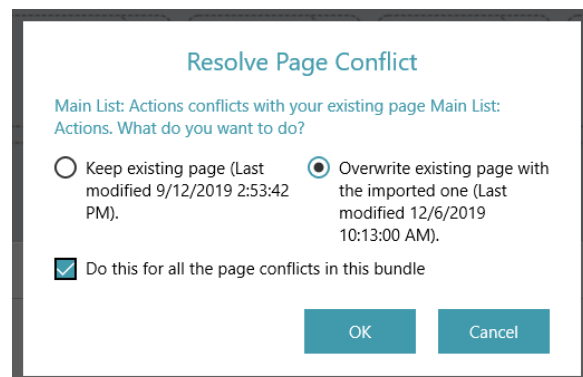 Resolve Page Conflict
Main List: Actions conflicts with your existing page Main List:
Actions. What do you want to do?
Keep existing page (Last
modified 9/12/2019 2:53:42
PM).
Overwrite existing page with
the imported one (Last
modified 12/6/2019
10:13:00 AM).
Do this for all the page conflicts in this bundle
OK
Cancel